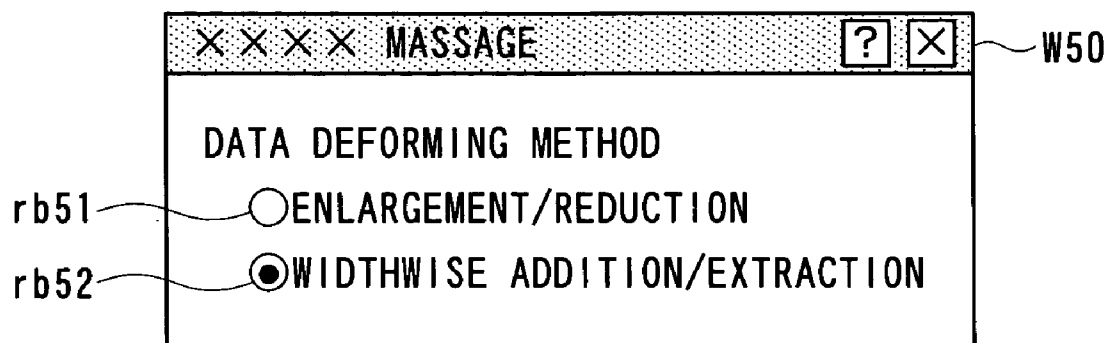 ×××× MASSAGE ? × W50
DATA DEFORMING METHOD
rb51 ENLARGEMENT/REDUCTION
rb52 WIDTHWISE ADDITION/EXTRACTION